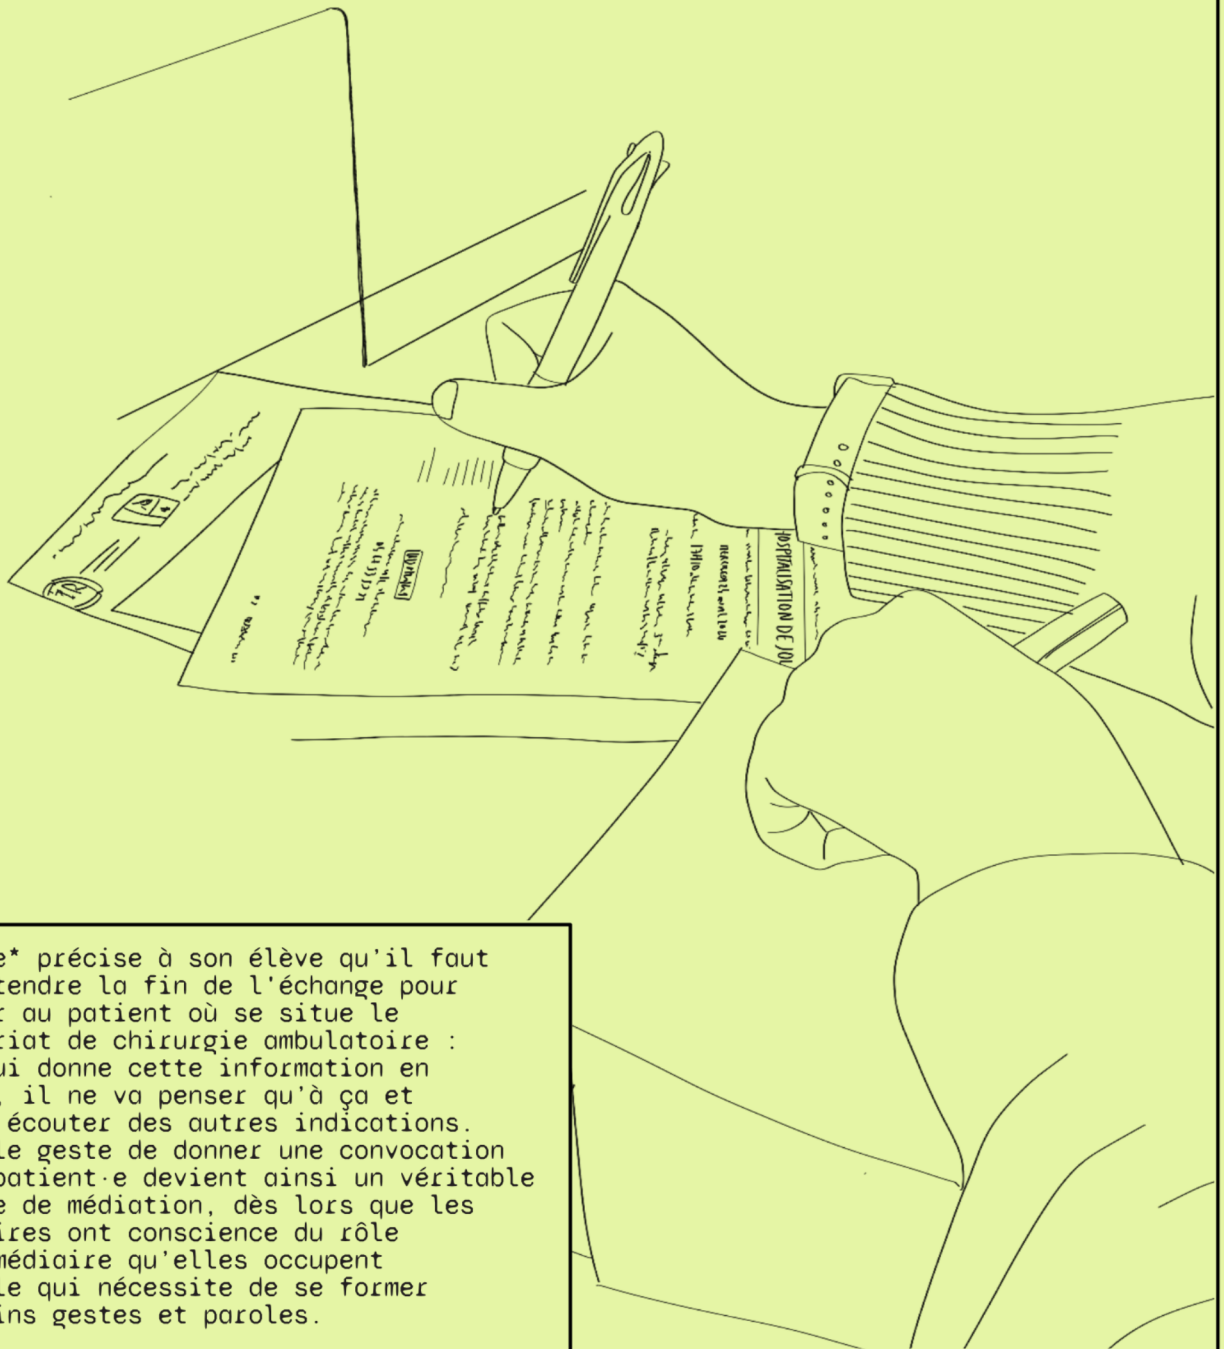 HOSPITALISATION DE JOU
e* précise à son élève qu'il faut
tendre la fin de l'échange pour
r au patient où se situe le
riat de chirurgie ambulatoire :
ui donne cette information en
, il ne va penser qu'à ça et
écouter des autres indications.
le geste de donner une convocation
patient·e devient ainsi un véritable
e de médiation, dès lors que les
ires ont conscience du rôle
médiaire qu'elles occupent
le qui nécessite de se former
ins gestes et paroles.